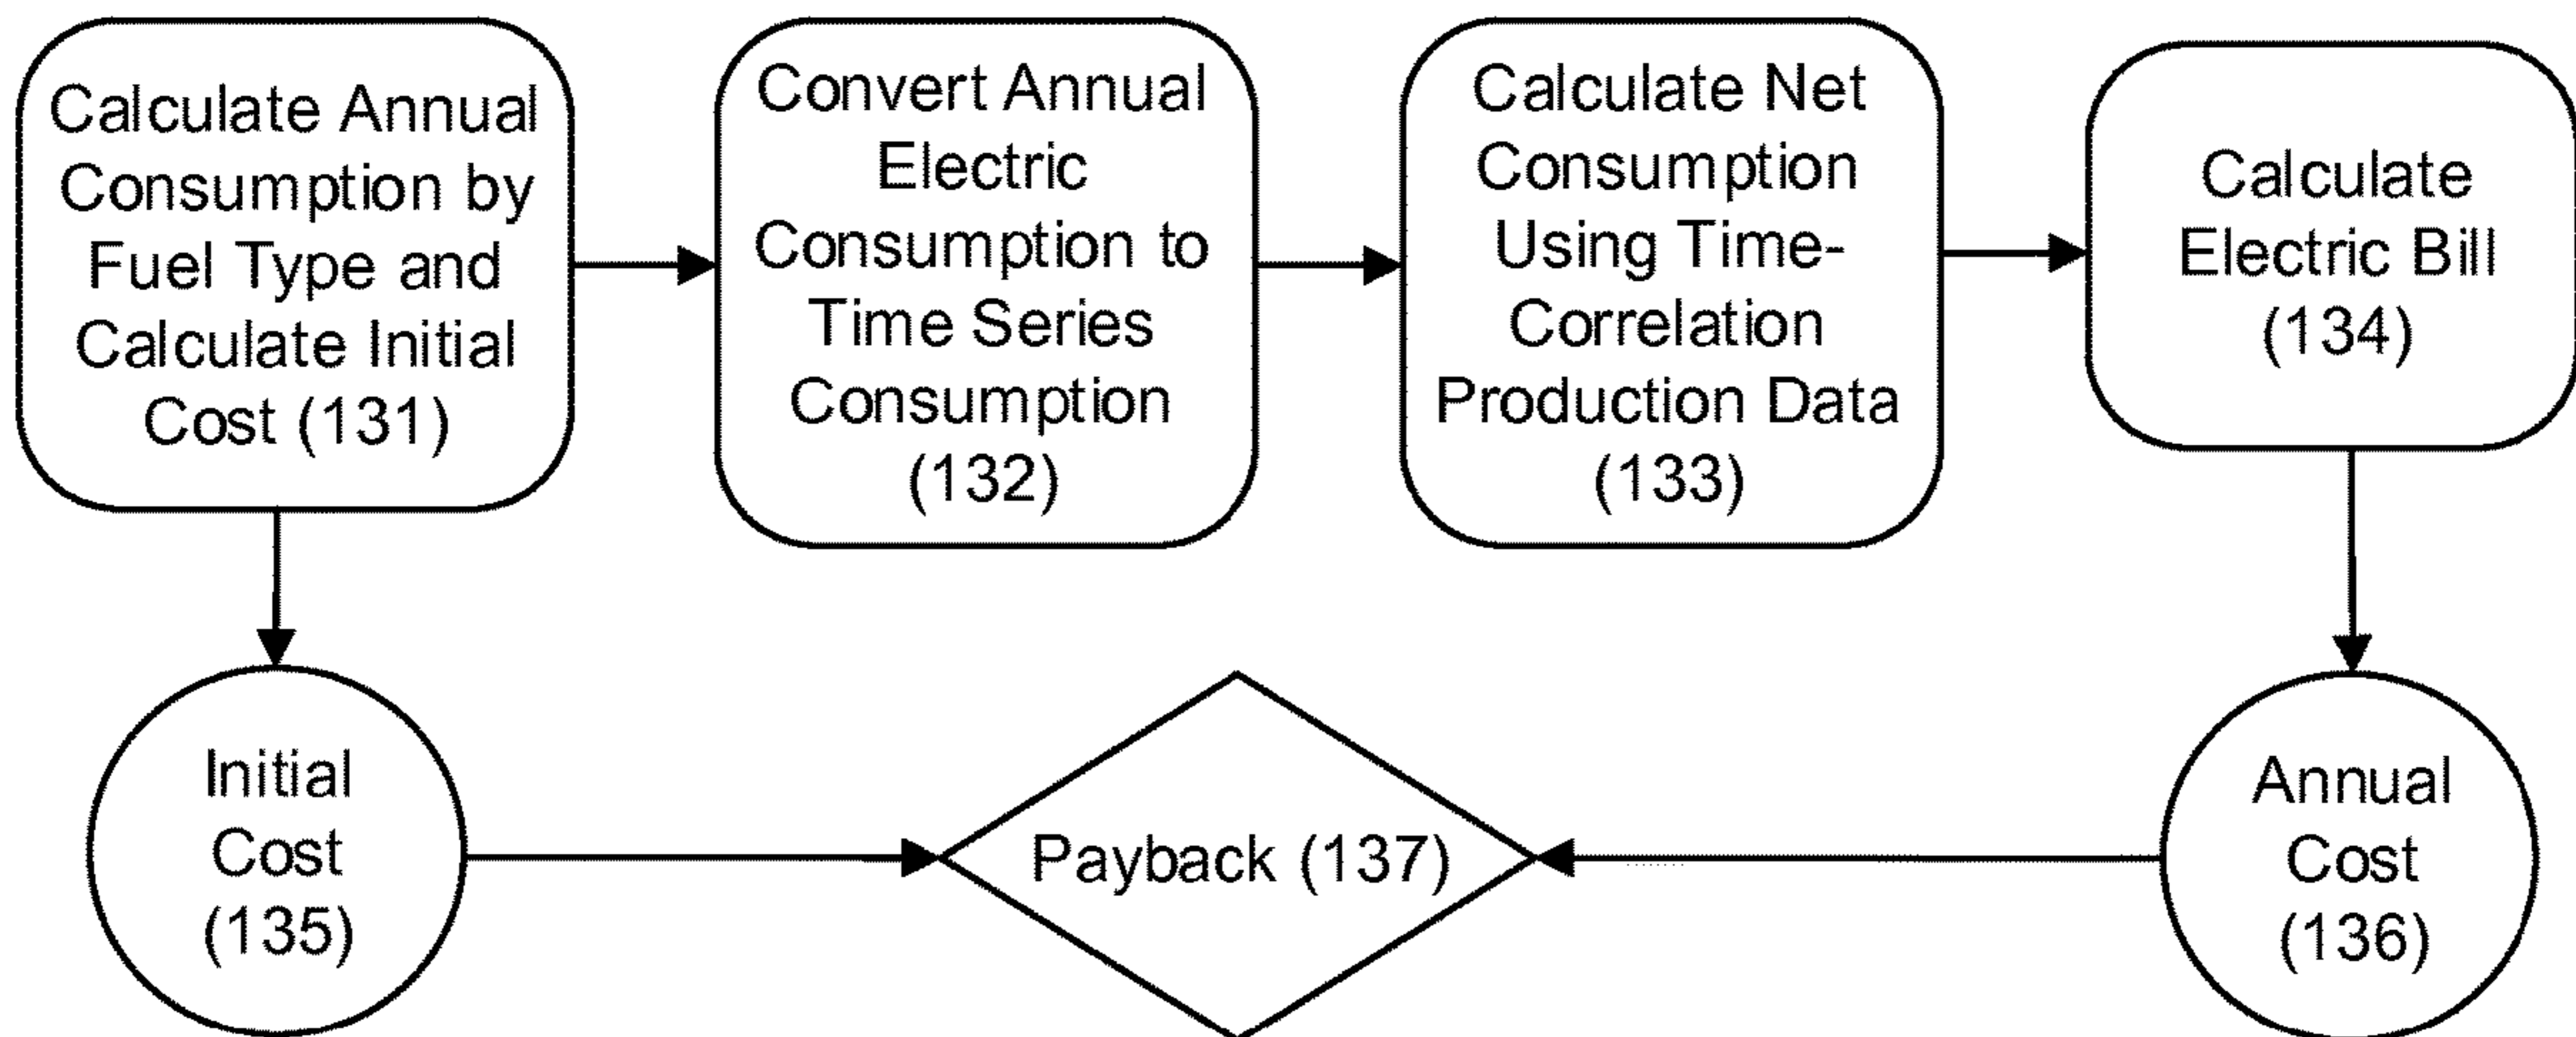 Calculate Annual
Consumption by
Fuel Type and
Calculate Initial
Cost (131)
Convert Annual
Electric
Consumption to
Time Series
Consumption
(132)
Calculate Net
Consumption
Using Time-
Correlation
Production Data
(133)
Calculate
Electric Bill
(134)
Initial
Cost
(135)
Payback (137)
Annual
Cost
(136)